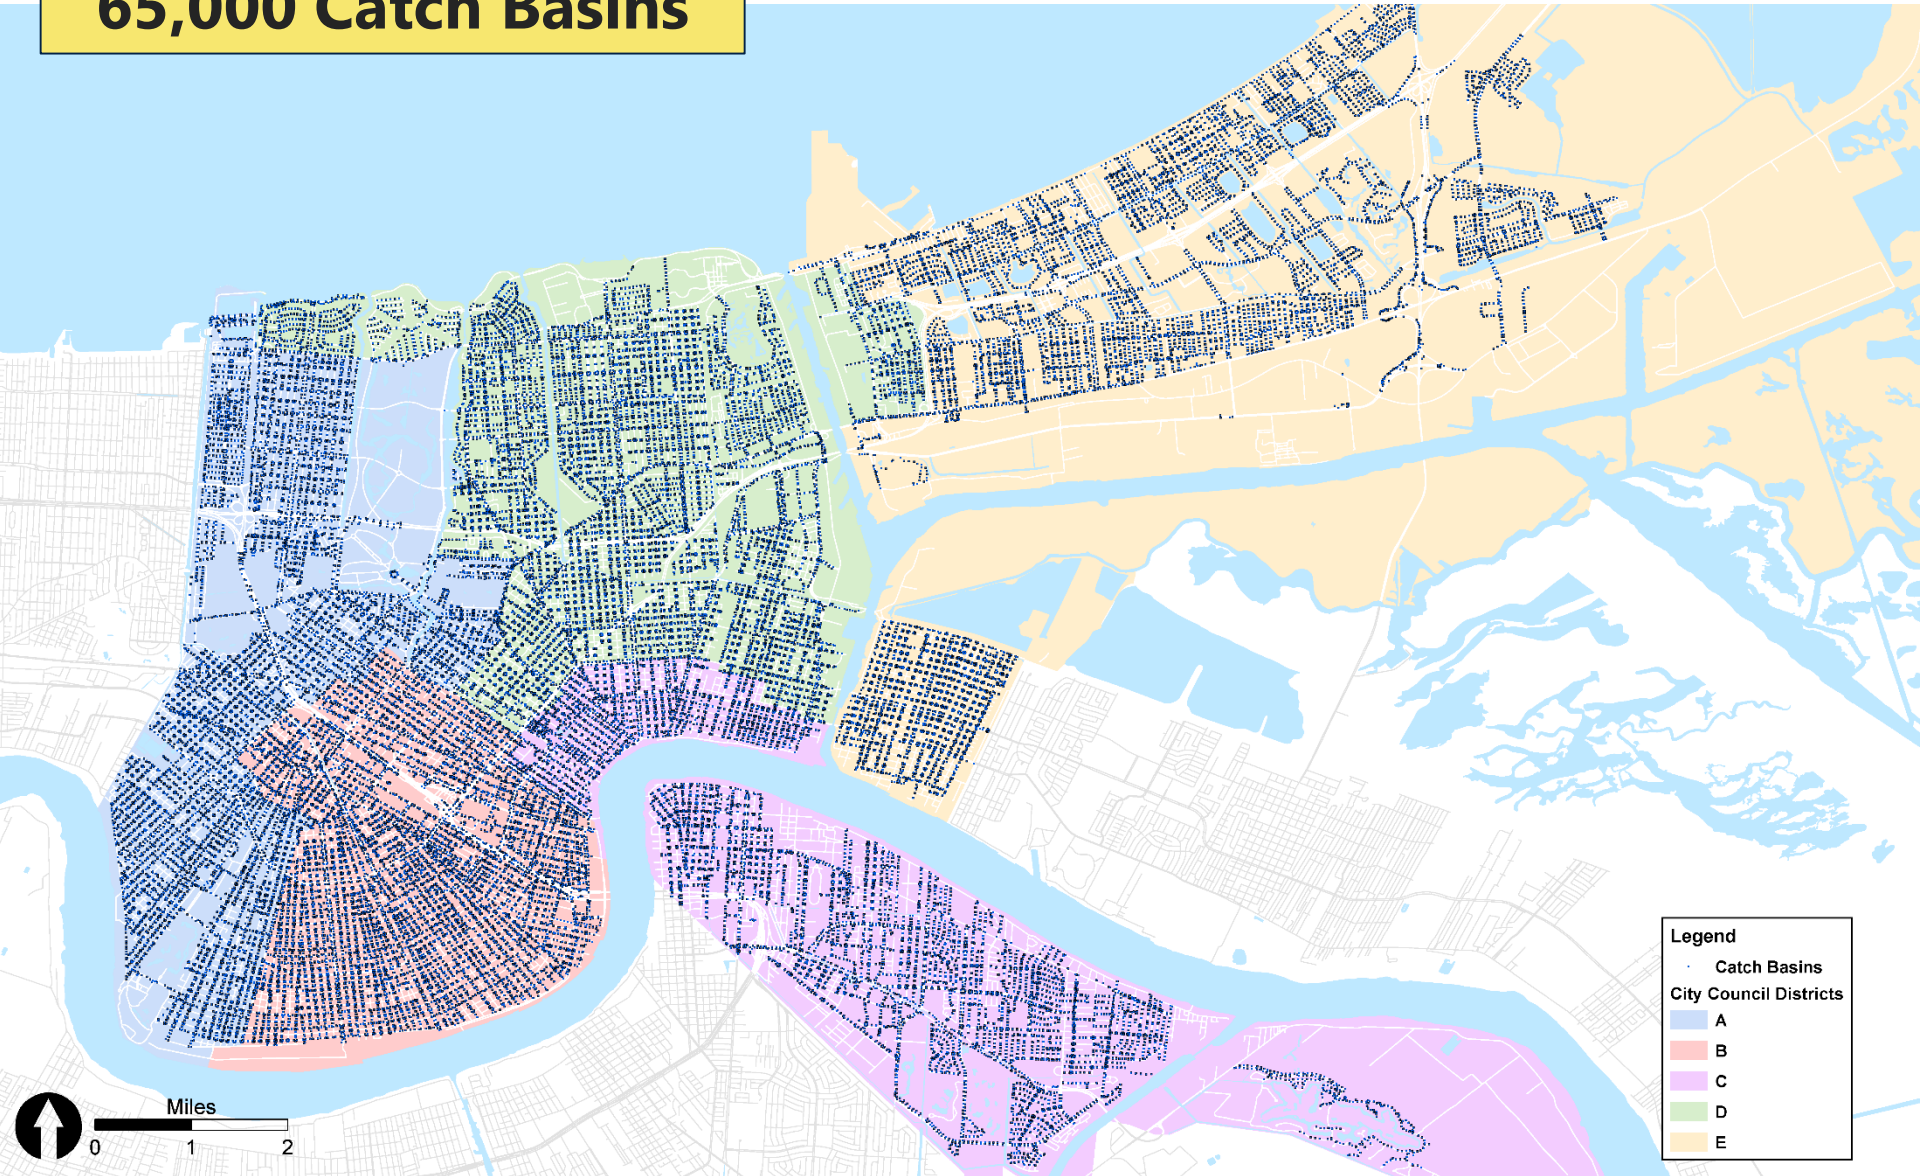 65,000 Catch Basins
Legend
Catch Basins
City Council Districts
A
B
C
D
E
Miles
0 1 2